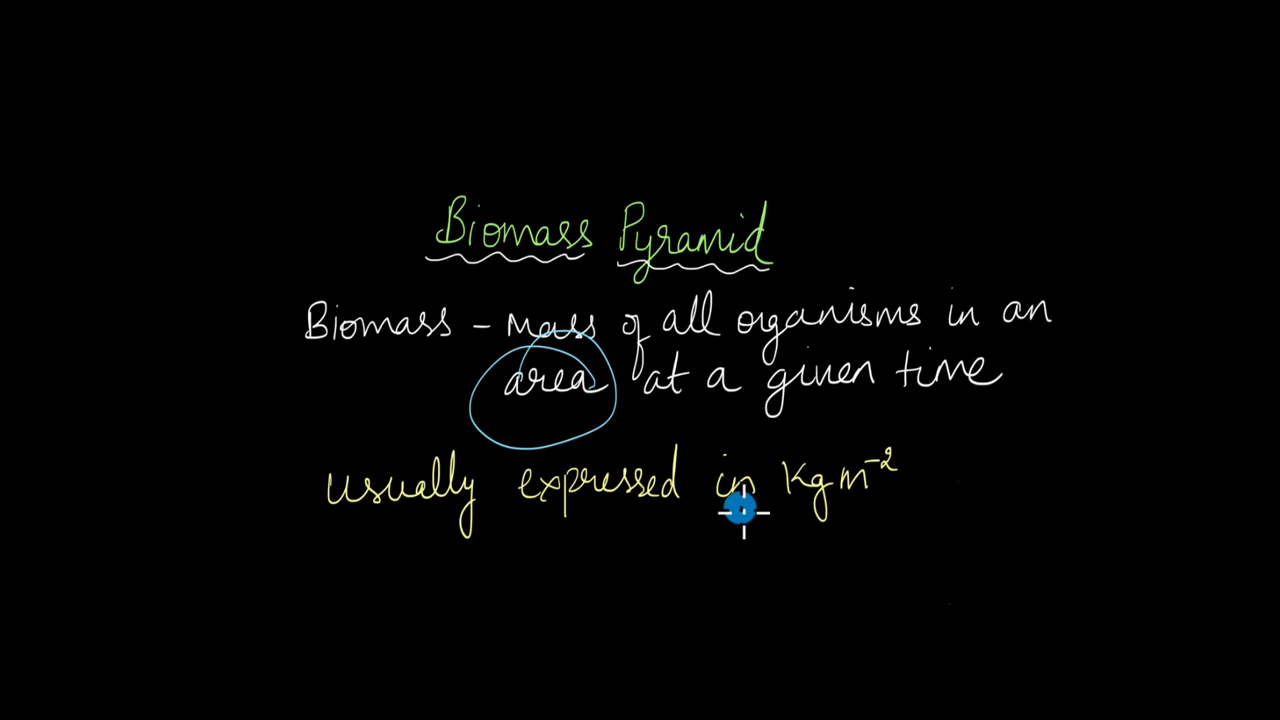 Biomass Pyramid
Biomass - Mass of all organisms in an
area at a given time
usually expressed in Kg m⁻²